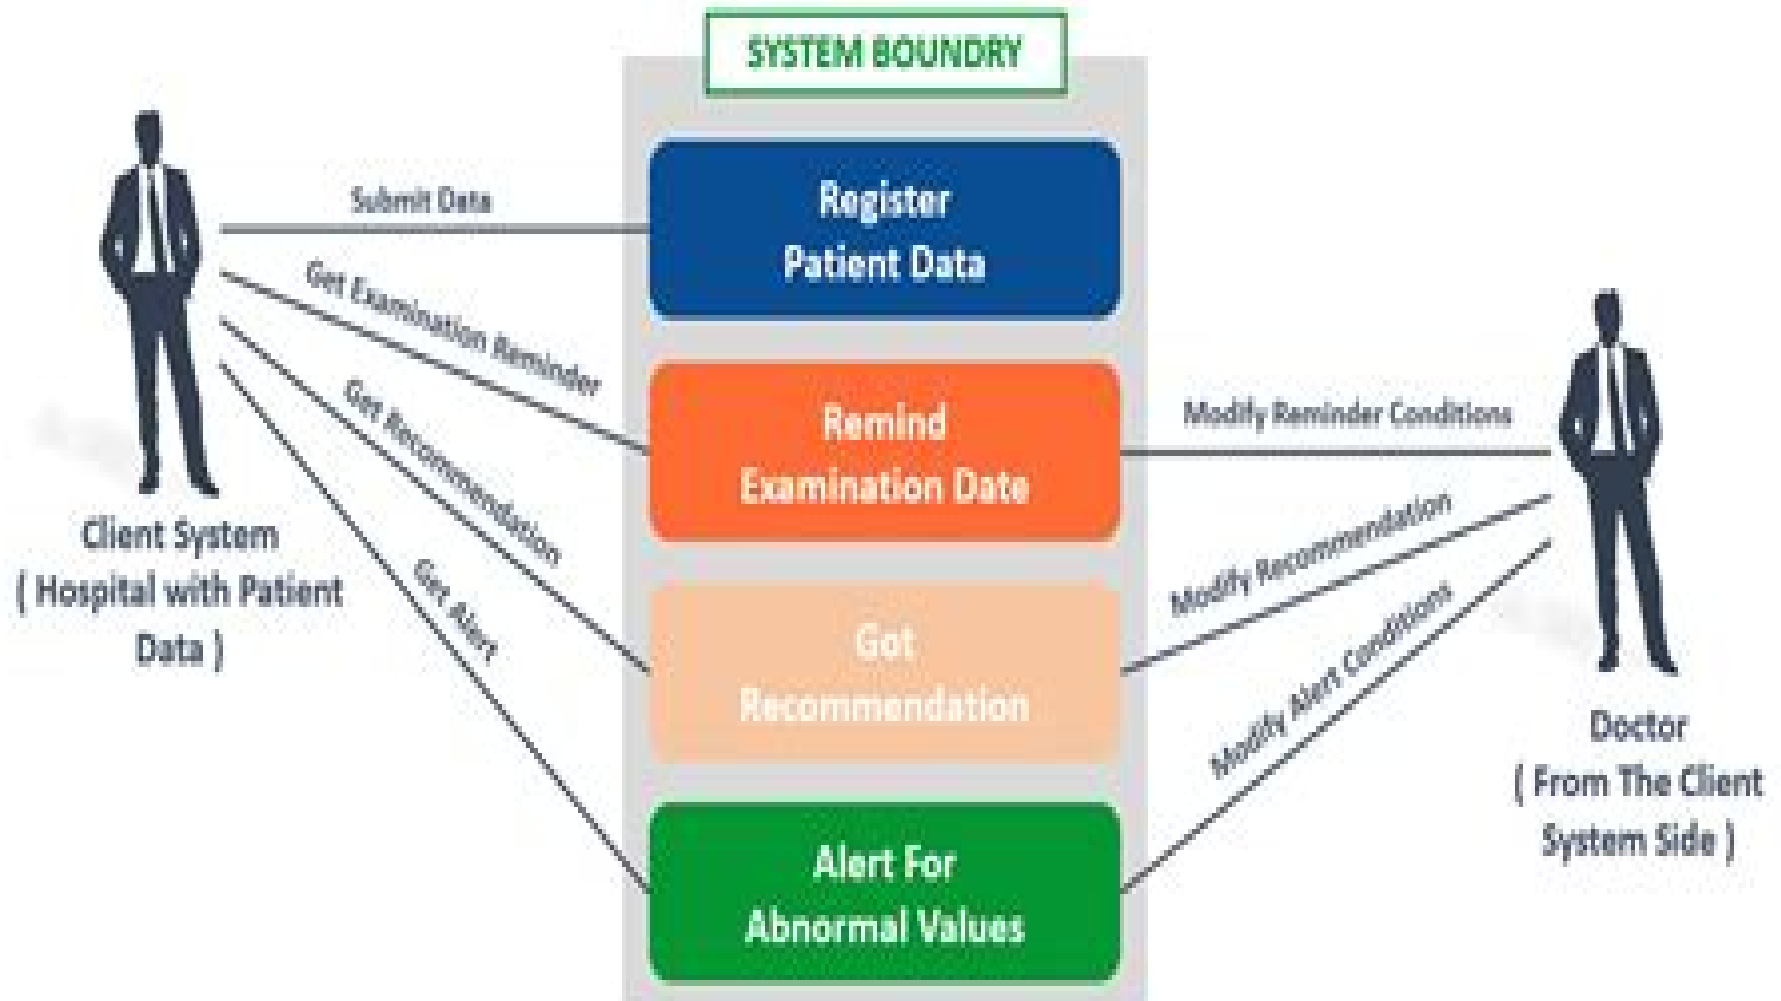 SYSTEM BOUNDRY
Submit Data
Register
Patient Data
Get Examination Reminder
Remind
Examination Date
Modify Reminder Conditions
Get Recommendation
Got
Recommendation
Modify Recommendation
Get Alert
Alert For
Abnormal Values
Modify Alert Conditions
Client System
( Hospital with Patient
Data )
Doctor
( From The Client
System Side )